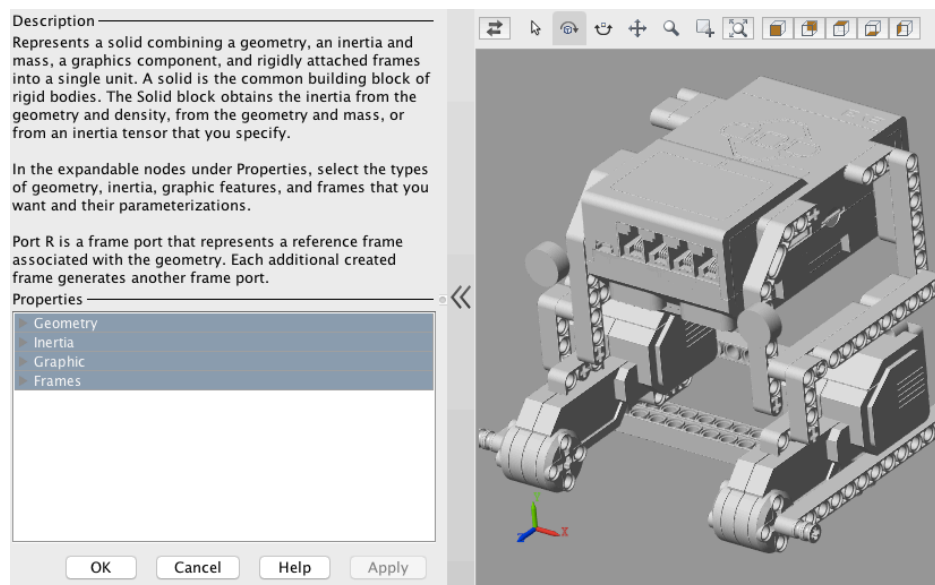 Description
Represents a solid combining a geometry, an inertia and
mass, a graphics component, and rigidly attached frames
into a single unit. A solid is the common building block of
rigid bodies. The Solid block obtains the inertia from the
geometry and density, from the geometry and mass, or
from an inertia tensor that you specify.
In the expandable nodes under Properties, select the types
of geometry, inertia, graphic features, and frames that you
want and their parameterizations.
Port R is a frame port that represents a reference frame
associated with the geometry. Each additional created
frame generates another frame port.
Properties
Geometry
Inertia
Graphic
Frames
OK Cancel Help Apply
Y
X